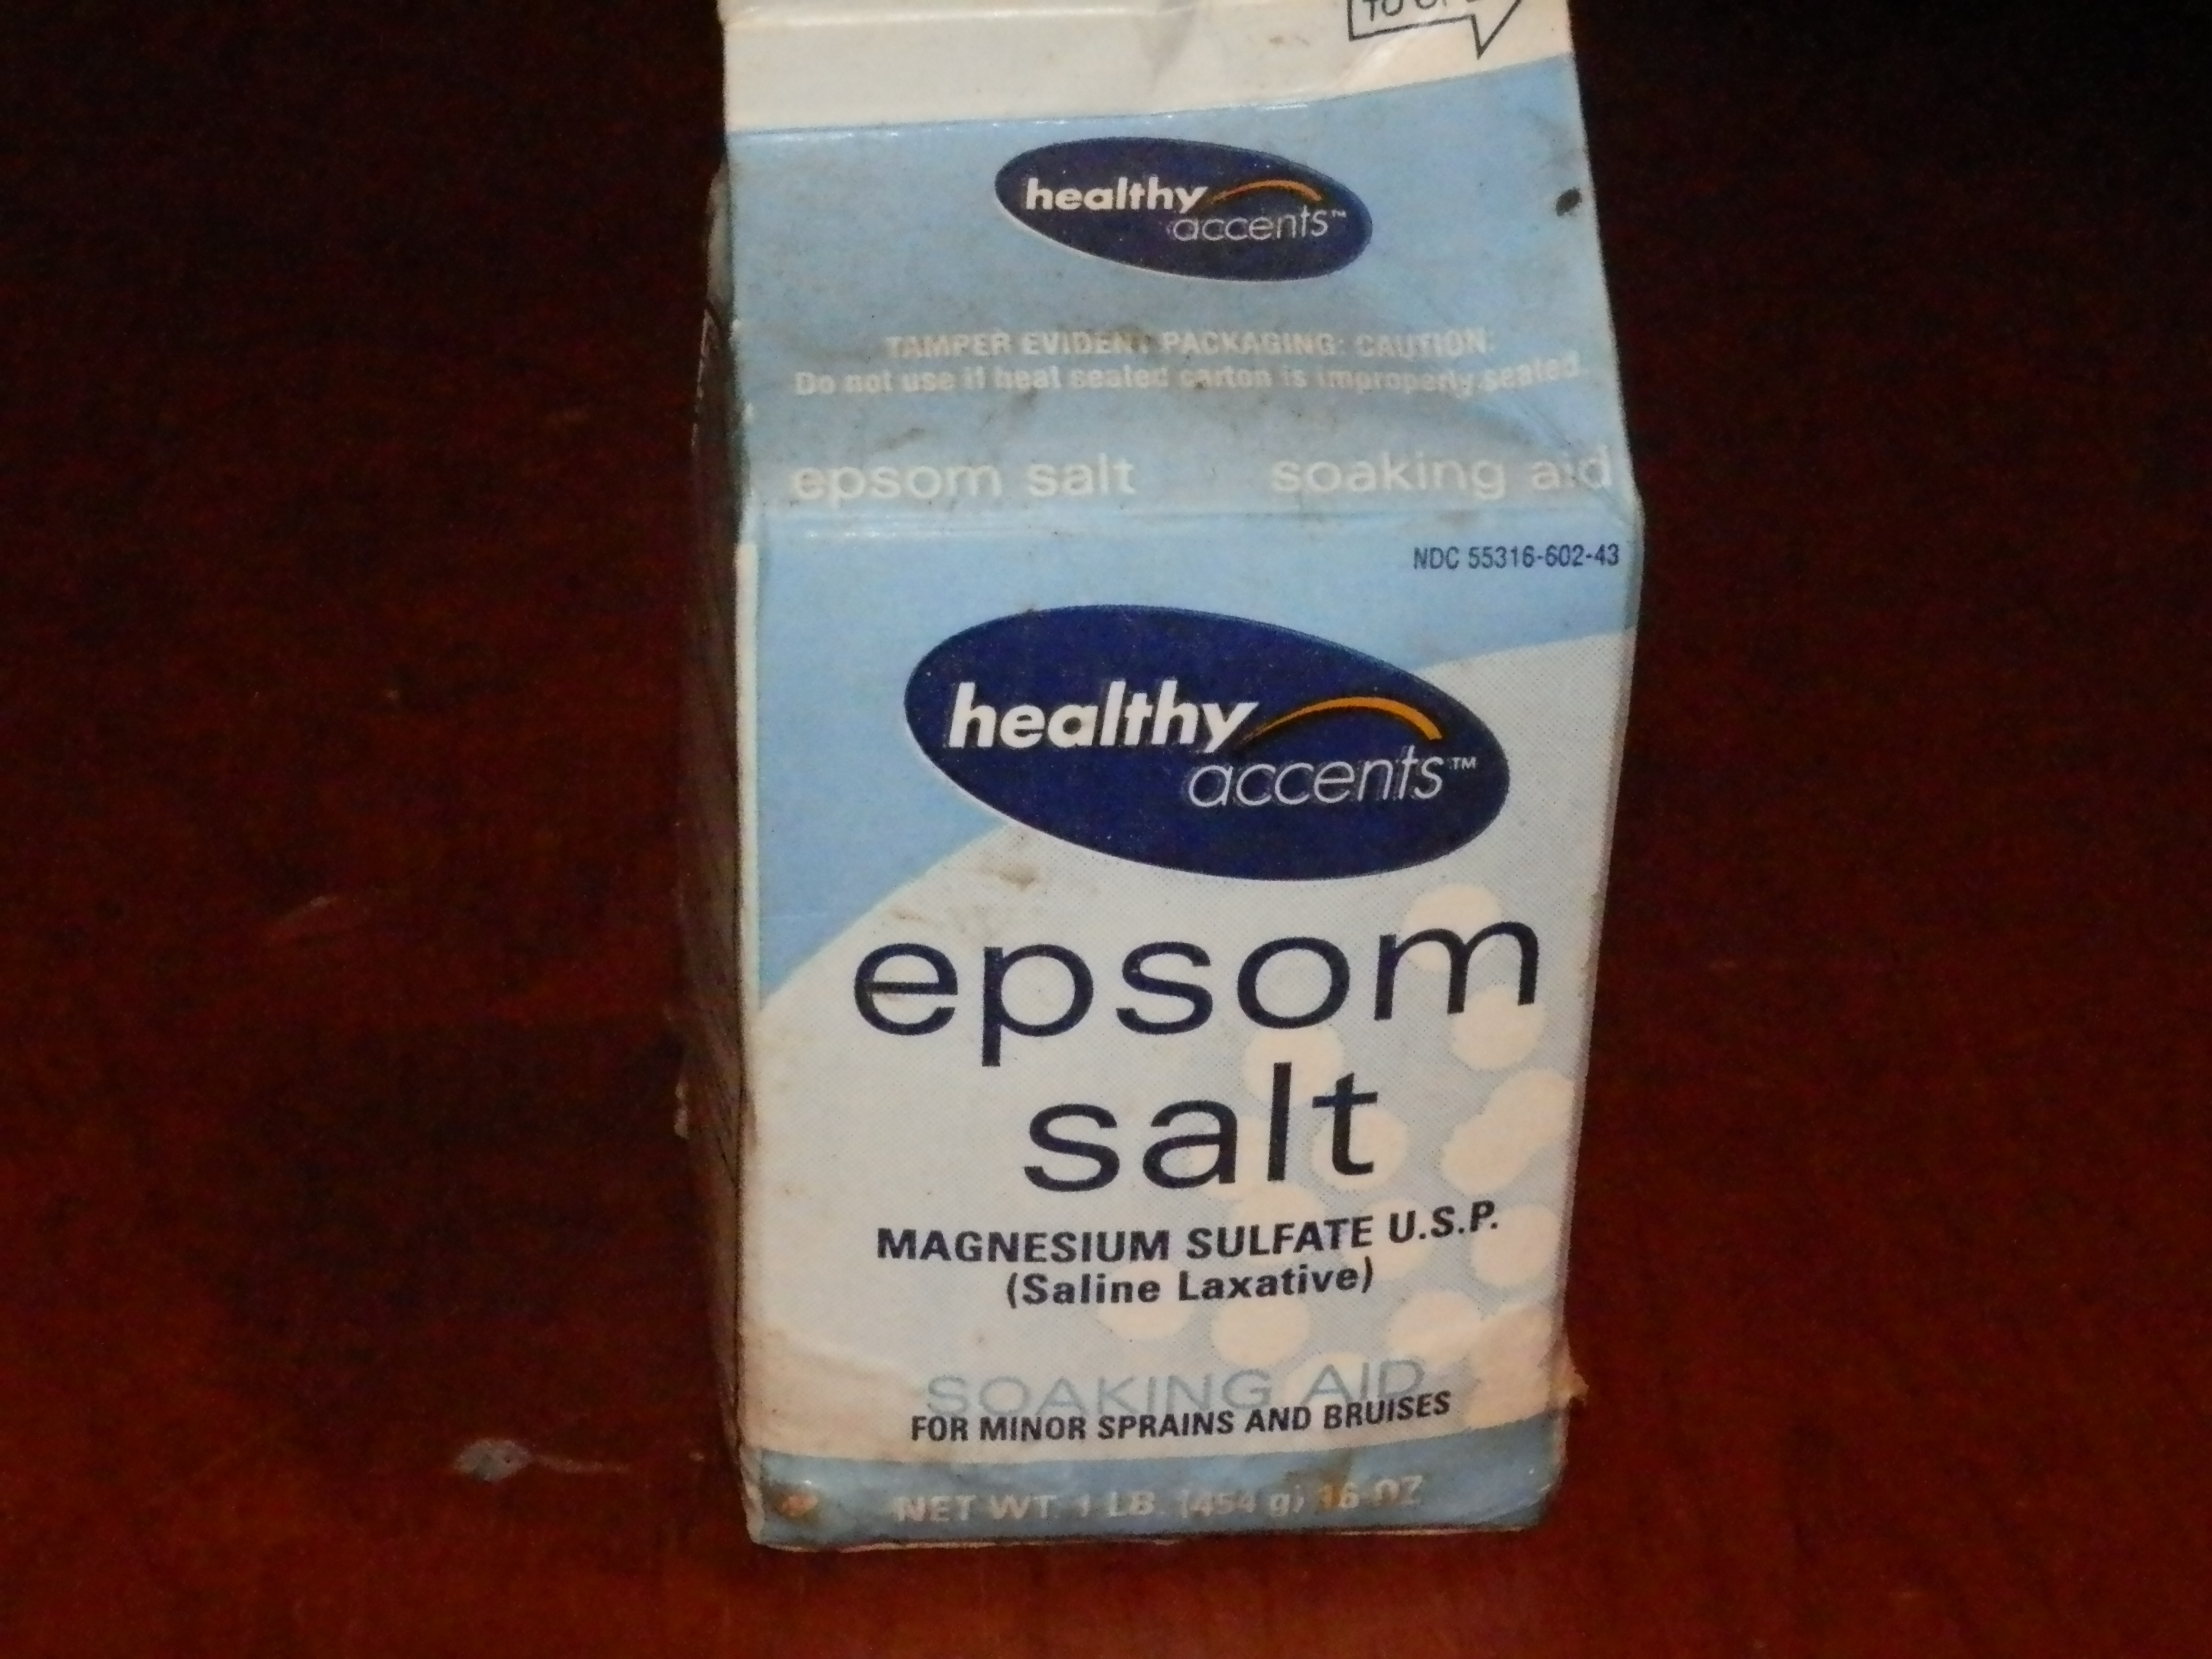 TO
healthy
accents™
TAMPER EVIDENT PACKAGING: CAUTION:
Do not use if heat sealed carton is improperly sealed.
epsom salt soaking aid
NDC 55316-602-43
healthy
accents™
epsom
salt
MAGNESIUM SULFATE U.S.P.
(Saline Laxative)
SOAKING AID
FOR MINOR SPRAINS AND BRUISES
NET WT. 1 LB. (454 g) 16 OZ